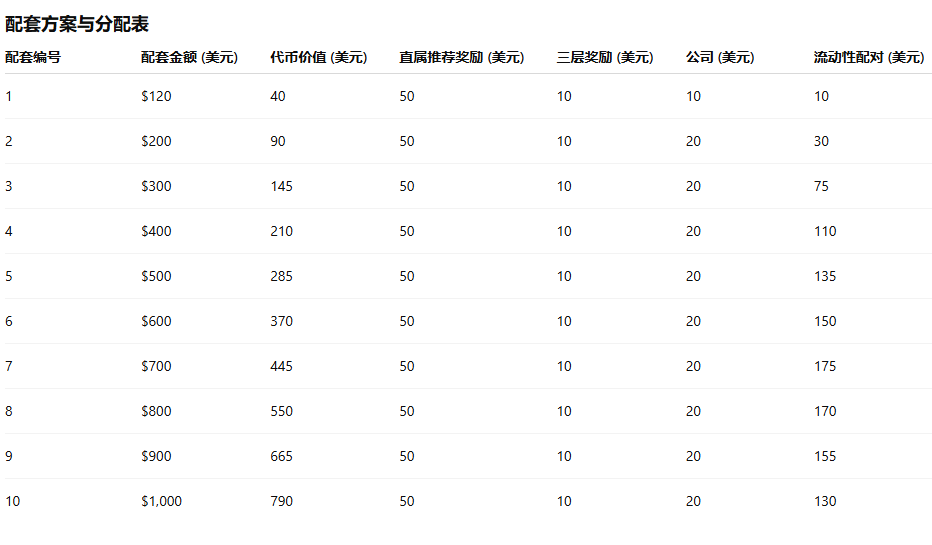 配套方案与分配表
配套编号 配套金额 (美元) 代币价值 (美元) 直属推荐奖励 (美元) 三层奖励 (美元) 公司 (美元) 流动性配对 (美元)
1 $120 40 50 10 10 10
2 $200 90 50 10 20 30
3 $300 145 50 10 20 75
4 $400 210 50 10 20 110
5 $500 285 50 10 20 135
6 $600 370 50 10 20 150
7 $700 445 50 10 20 175
8 $800 550 50 10 20 170
9 $900 665 50 10 20 155
10 $1,000 790 50 10 20 130